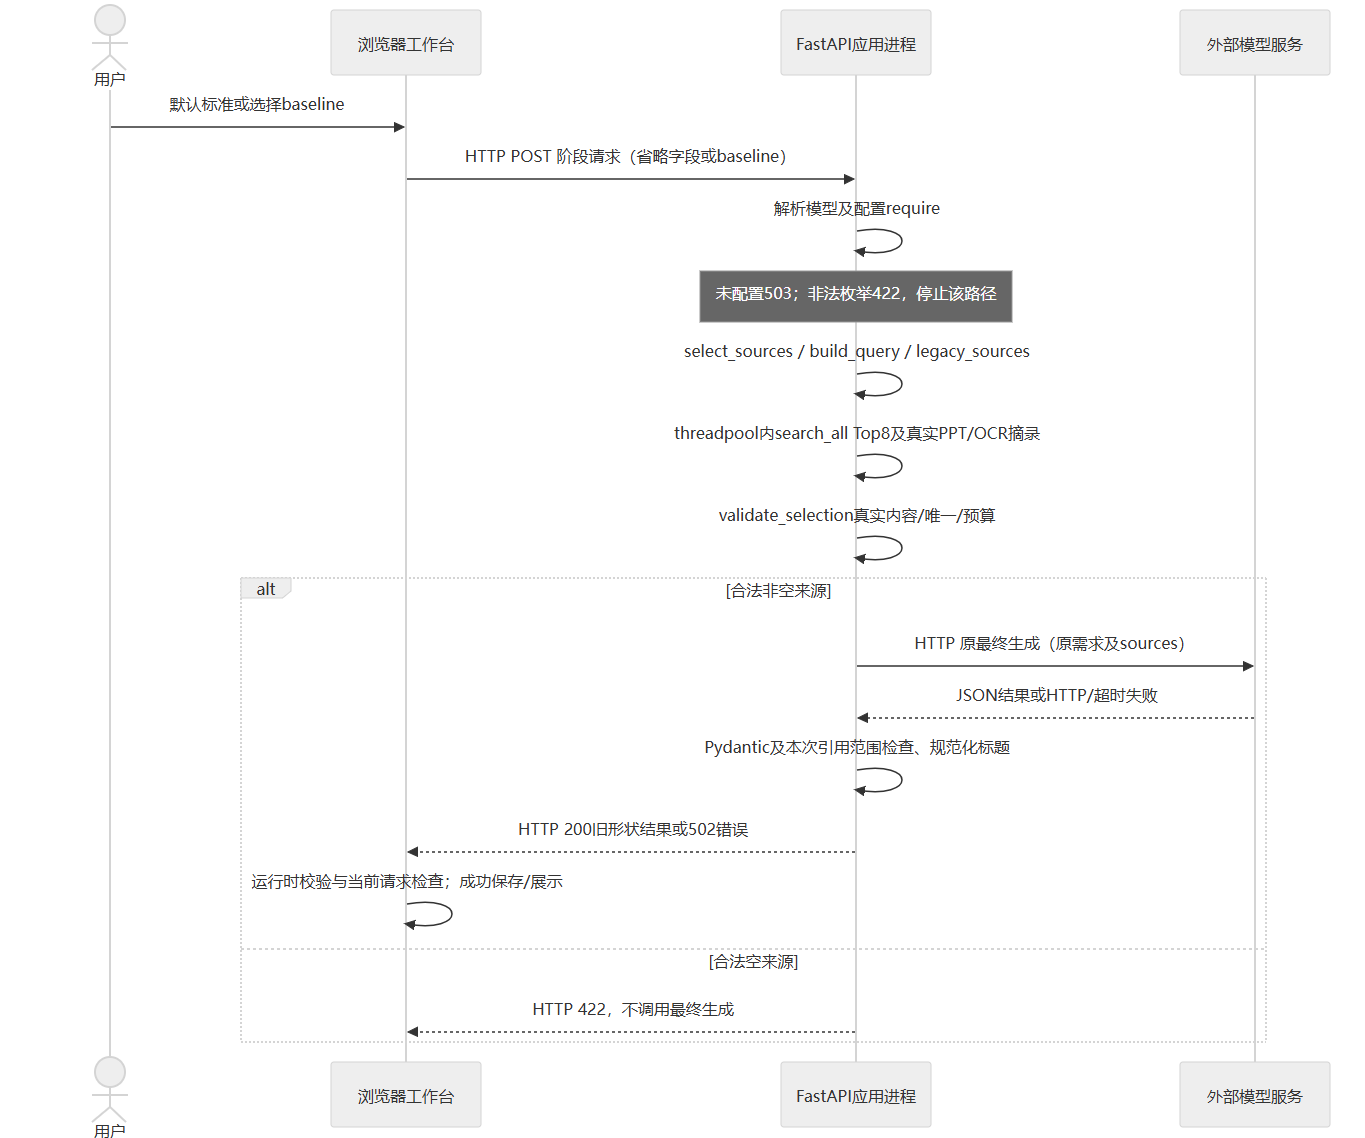 用户
浏览器工作台
FastAPI应用进程
外部模型服务
默认标准或选择baseline
HTTP POST 阶段请求（省略字段或baseline）
解析模型及配置require
未配置503；非法枚举422，停止该路径
select_sources / build_query / legacy_sources
threadpool内search_all Top8及真实PPT/OCR摘录
validate_selection真实内容/唯一/预算
alt
[合法非空来源]
HTTP 原最终生成（原需求及sources）
JSON结果或HTTP/超时失败
Pydantic及本次引用范围检查、规范化标题
HTTP 200旧形状结果或502错误
运行时校验与当前请求检查；成功保存/展示
[合法空来源]
HTTP 422，不调用最终生成
用户
浏览器工作台
FastAPI应用进程
外部模型服务